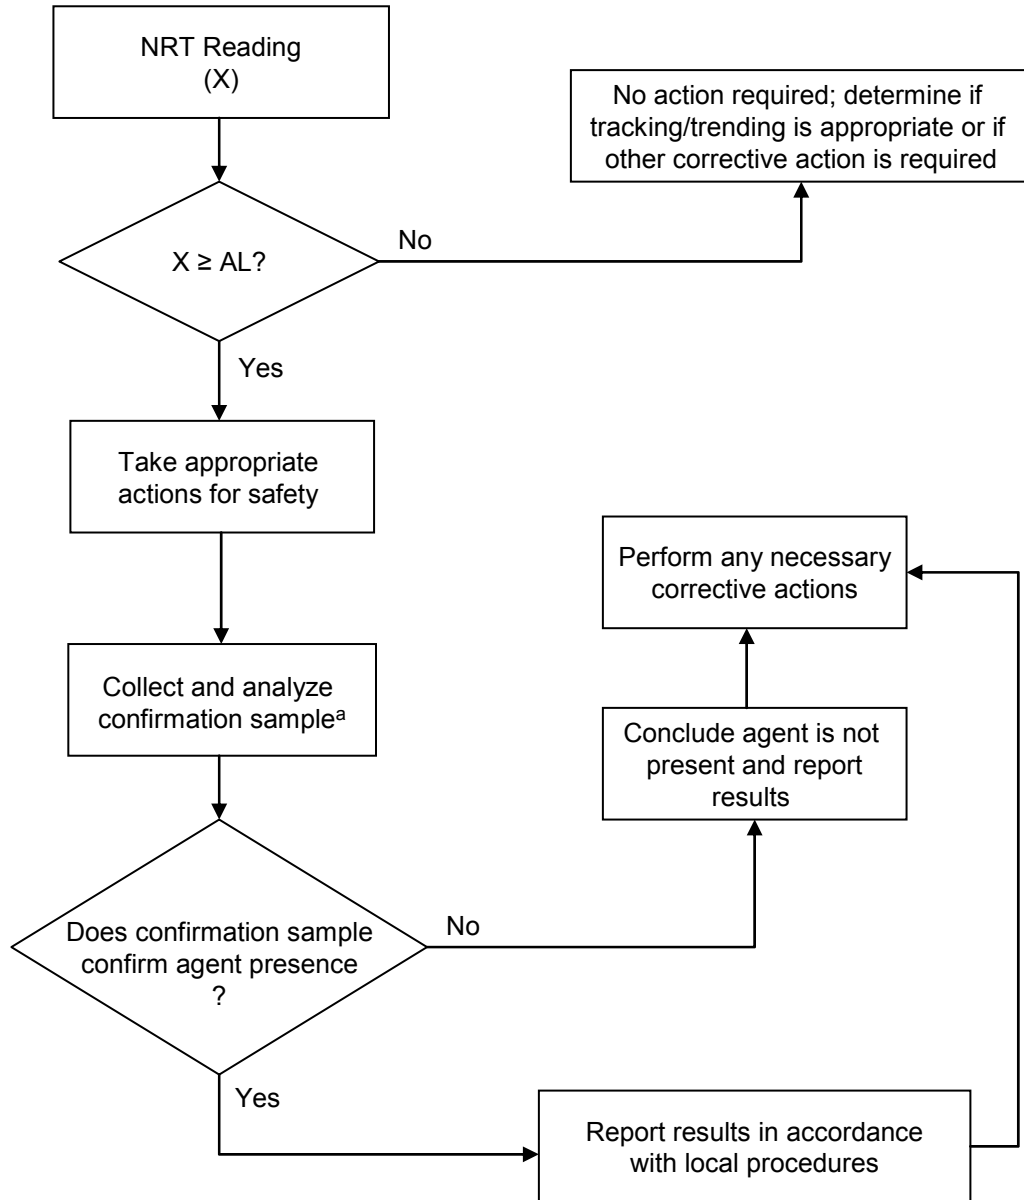 NRT Reading
(X)
No action required; determine if
tracking/trending is appropriate or if
other corrective action is required
X ≥ AL?
No
Yes
Take appropriate
actions for safety
Perform any necessary
corrective actions
Collect and analyze
confirmation sampleᵃ
Conclude agent is not
present and report
results
Does confirmation sample
confirm agent presence
?
No
Yes
Report results in accordance
with local procedures